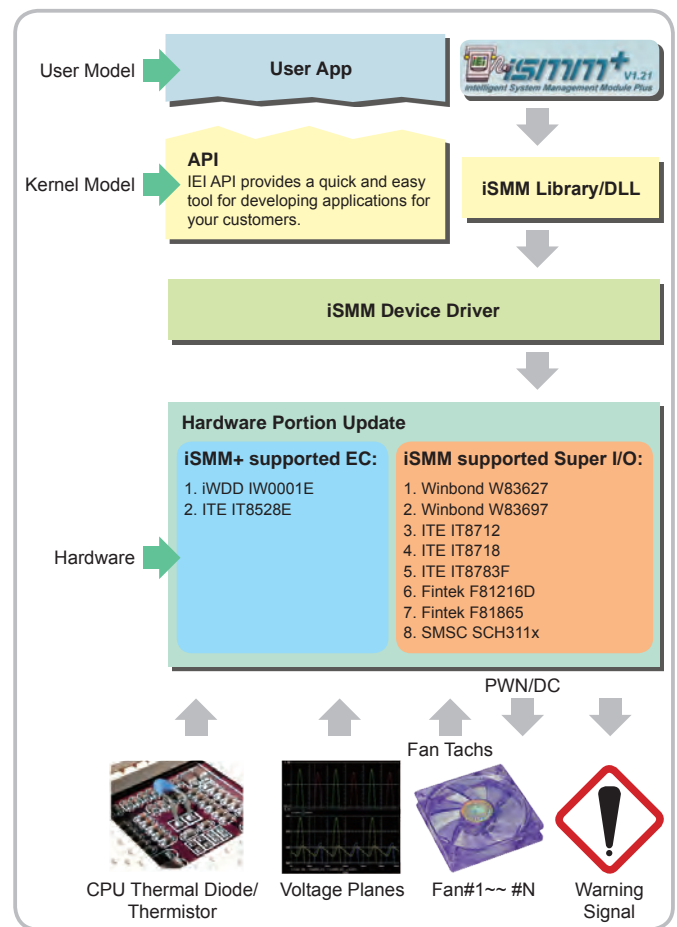 User Model
User App
iSMM+ V1.21
Intelligent System Management Module Plus
Kernel Model
API
IEI API provides a quick and easy
tool for developing applications for
your customers.
iSMM Library/DLL
iSMM Device Driver
Hardware
Hardware Portion Update
iSMM+ supported EC:
1. iWDD IW0001E
2. ITE IT8528E
iSMM supported Super I/O:
1. Winbond W83627
2. Winbond W83697
3. ITE IT8712
4. ITE IT8718
5. ITE IT8783F
6. Fintek F81216D
7. Fintek F81865
8. SMSC SCH311x
PWN/DC
Fan Tachs
CPU Thermal Diode/
Thermistor
Voltage Planes
Fan#1~~ #N
Warning
Signal